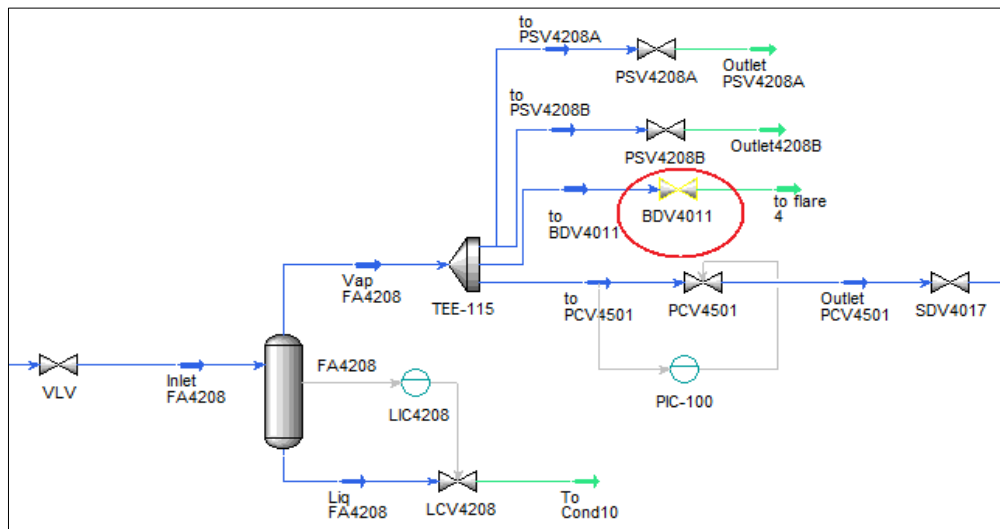 to
PSV4208A
PSV4208A
Outlet
PSV4208A
to
PSV4208B
PSV4208B
Outlet4208B
to
BDV4011
BDV4011
to flare
4
Vap
FA4208
TEE-115
to
PCV4501
PCV4501
Outlet
PCV4501
SDV4017
VLV
Inlet
FA4208
FA4208
LIC4208
PIC-100
Liq
FA4208
LCV4208
To
Cond10